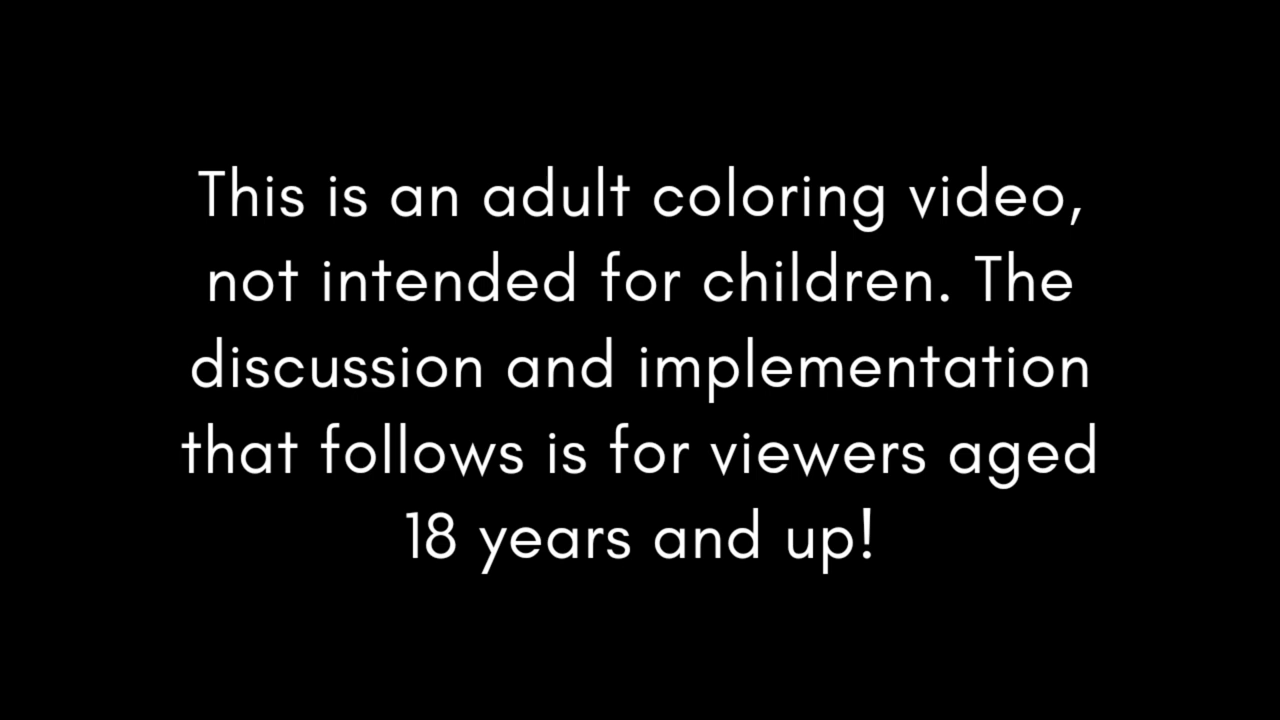 This is an adult coloring video,
not intended for children. The
discussion and implementation
that follows is for viewers aged
18 years and up!